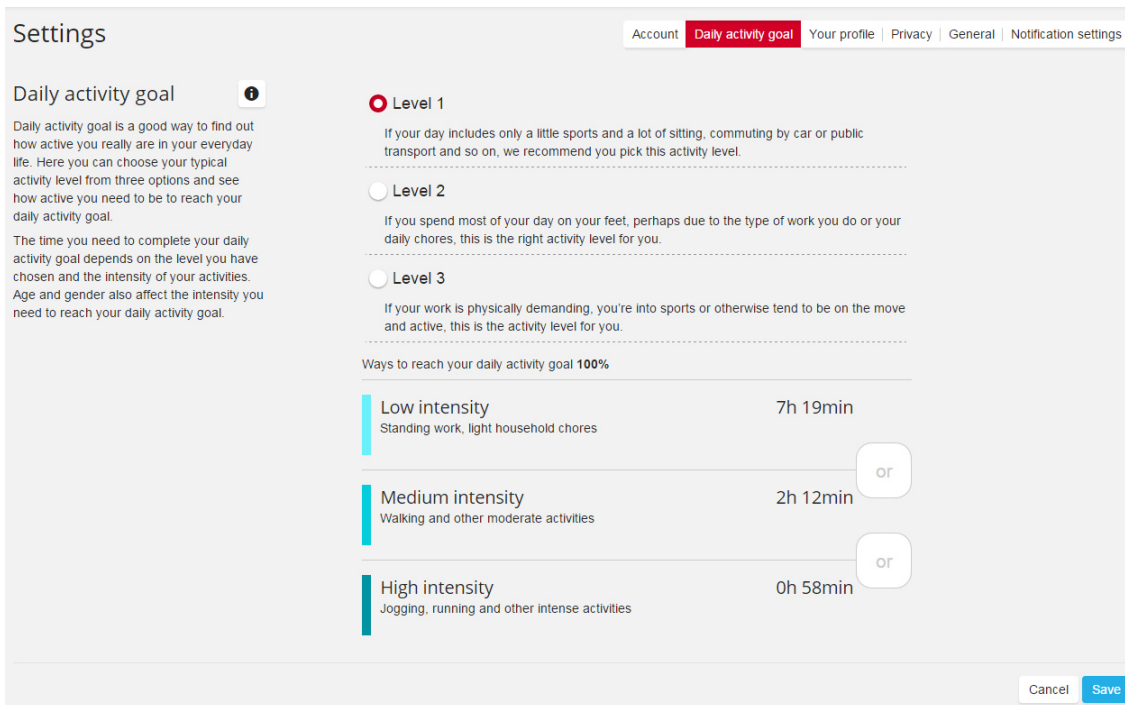 Settings
Account Daily activity goal Your profile Privacy General Notification settings
Daily activity goal
Daily activity goal is a good way to find out
how active you really are in your everyday
life. Here you can choose your typical
activity level from three options and see
how active you need to be to reach your
daily activity goal.
The time you need to complete your daily
activity goal depends on the level you have
chosen and the intensity of your activities.
Age and gender also affect the intensity you
need to reach your daily activity goal.
Level 1
If your day includes only a little sports and a lot of sitting, commuting by car or public
transport and so on, we recommend you pick this activity level.
Level 2
If you spend most of your day on your feet, perhaps due to the type of work you do or your
daily chores, this is the right activity level for you.
Level 3
If your work is physically demanding, you're into sports or otherwise tend to be on the move
and active, this is the activity level for you.
Ways to reach your daily activity goal 100%
Low intensity 7h 19min
Standing work, light household chores
or
Medium intensity 2h 12min
Walking and other moderate activities
or
High intensity 0h 58min
Jogging, running and other intense activities
Cancel Save